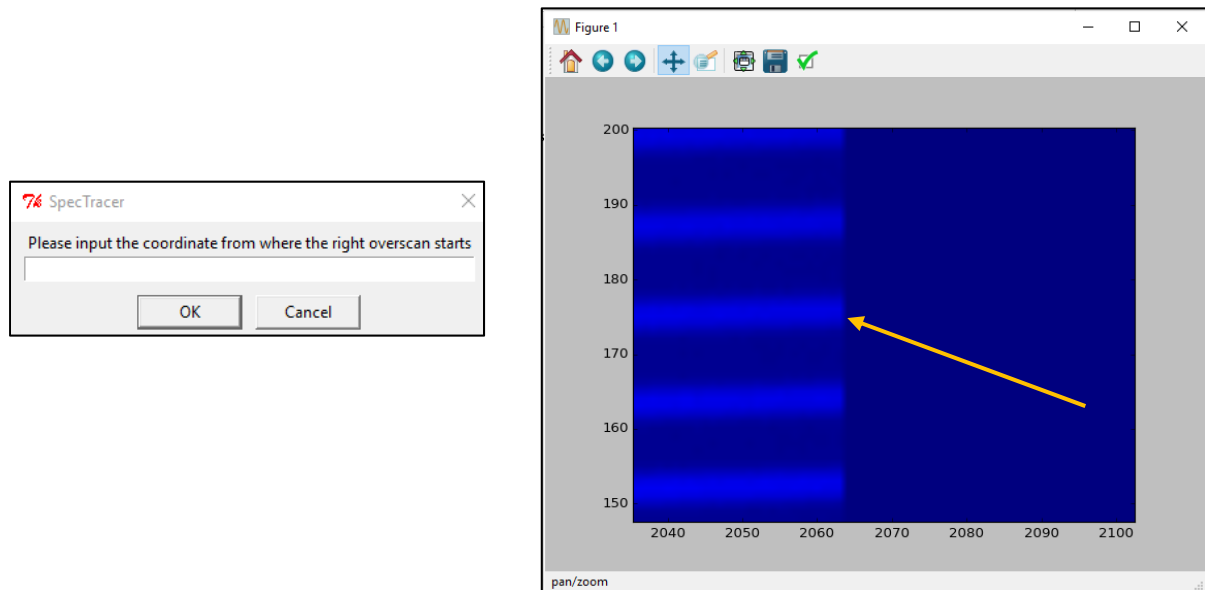 SpecTracer
Please input the coordinate from where the right overscan starts
OK
Cancel
Figure 1
200
190
180
170
160
150
2040 2050 2060 2070 2080 2090 2100
pan/zoom